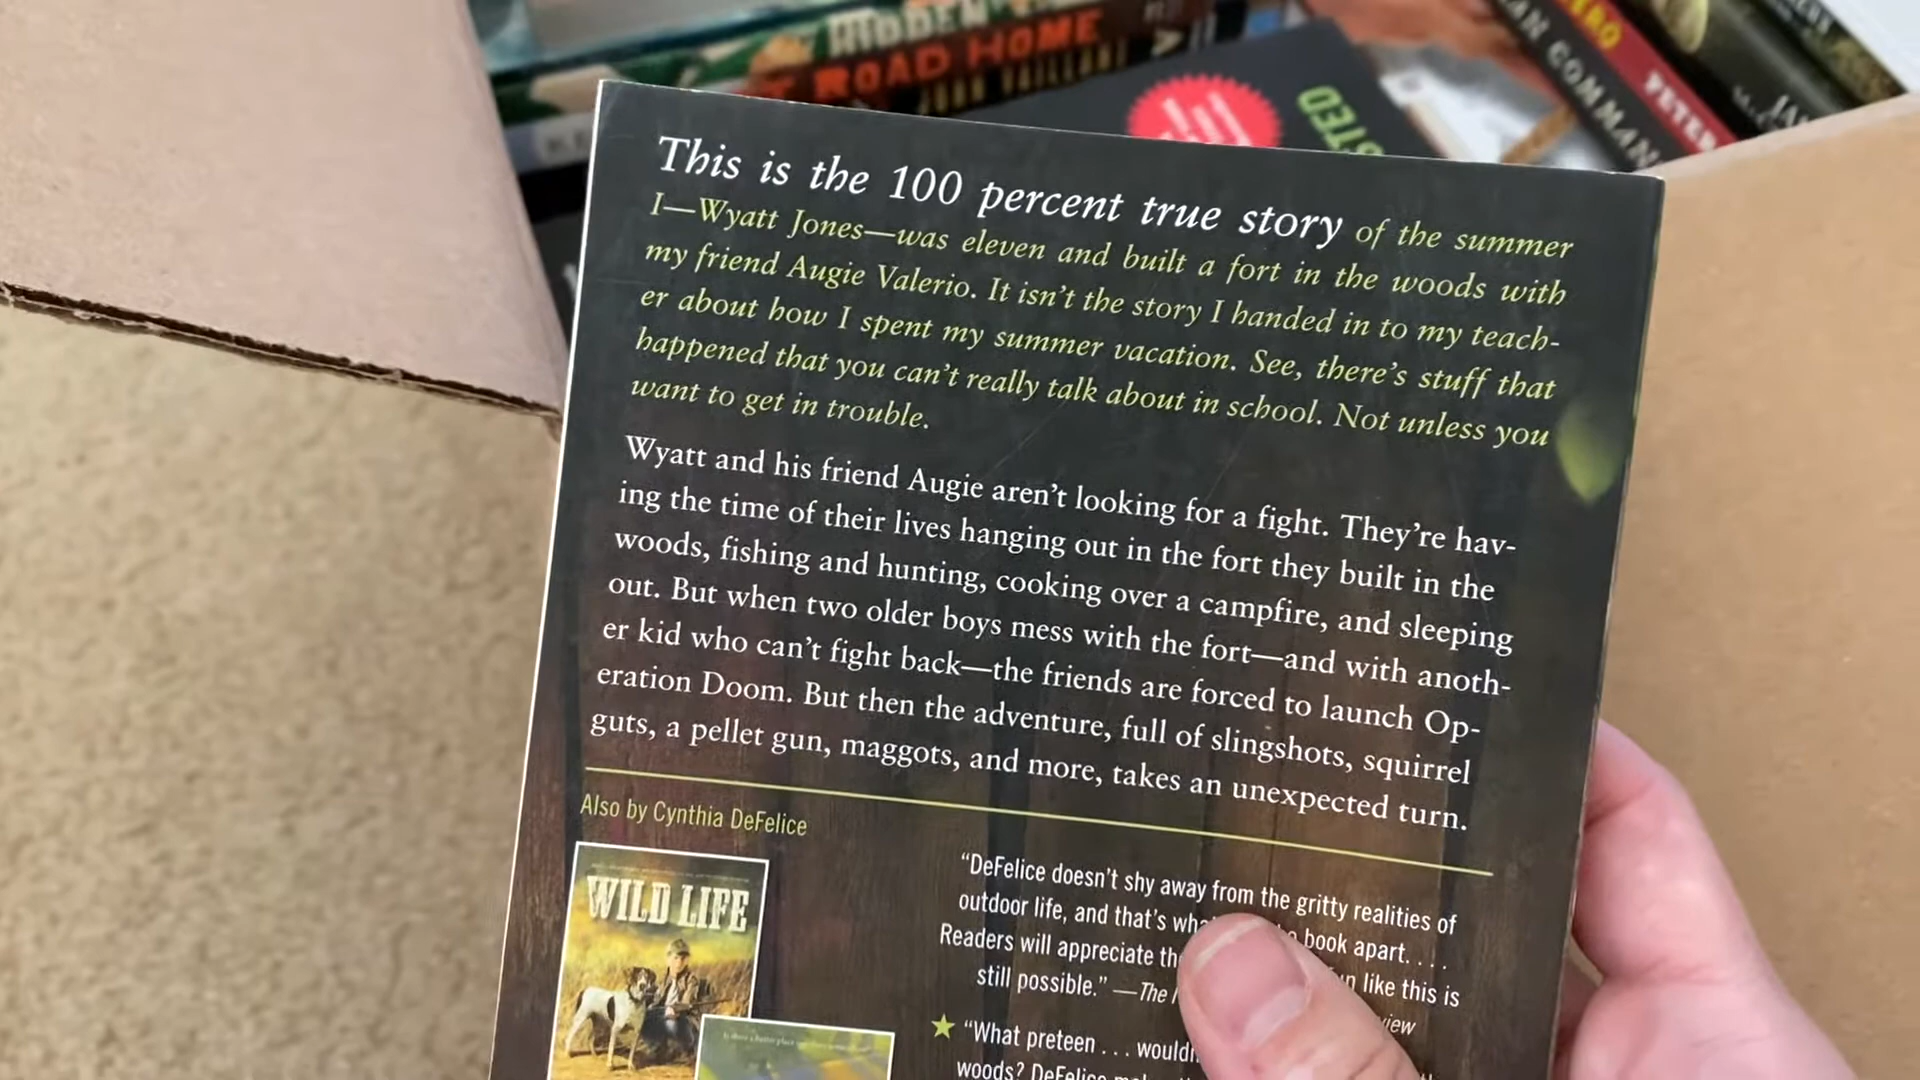 HIDDEN
ROAD HOME
JOHN VAILLANT
STED
PETER
AN COMMAN
This is the 100 percent true story of the summer
I—Wyatt Jones—was eleven and built a fort in the woods with
my friend Augie Valerio. It isn't the story I handed in to my teach-
er about how I spent my summer vacation. See, there's stuff that
happened that you can't really talk about in school. Not unless you
want to get in trouble.
Wyatt and his friend Augie aren't looking for a fight. They're hav-
ing the time of their lives hanging out in the fort they built in the
woods, fishing and hunting, cooking over a campfire, and sleeping
out. But when two older boys mess with the fort—and with anoth-
er kid who can't fight back—the friends are forced to launch Op-
eration Doom. But then the adventure, full of slingshots, squirrel
guts, a pellet gun, maggots, and more, takes an unexpected turn.
Also by Cynthia DeFelice
WILD LIFE
“DeFelice doesn't shy away from the gritty realities of
outdoor life, and that's book apart. . . .
Readers will appreciate like this is
still possible.” —The
“What preteen . . .
woods? DeFelice